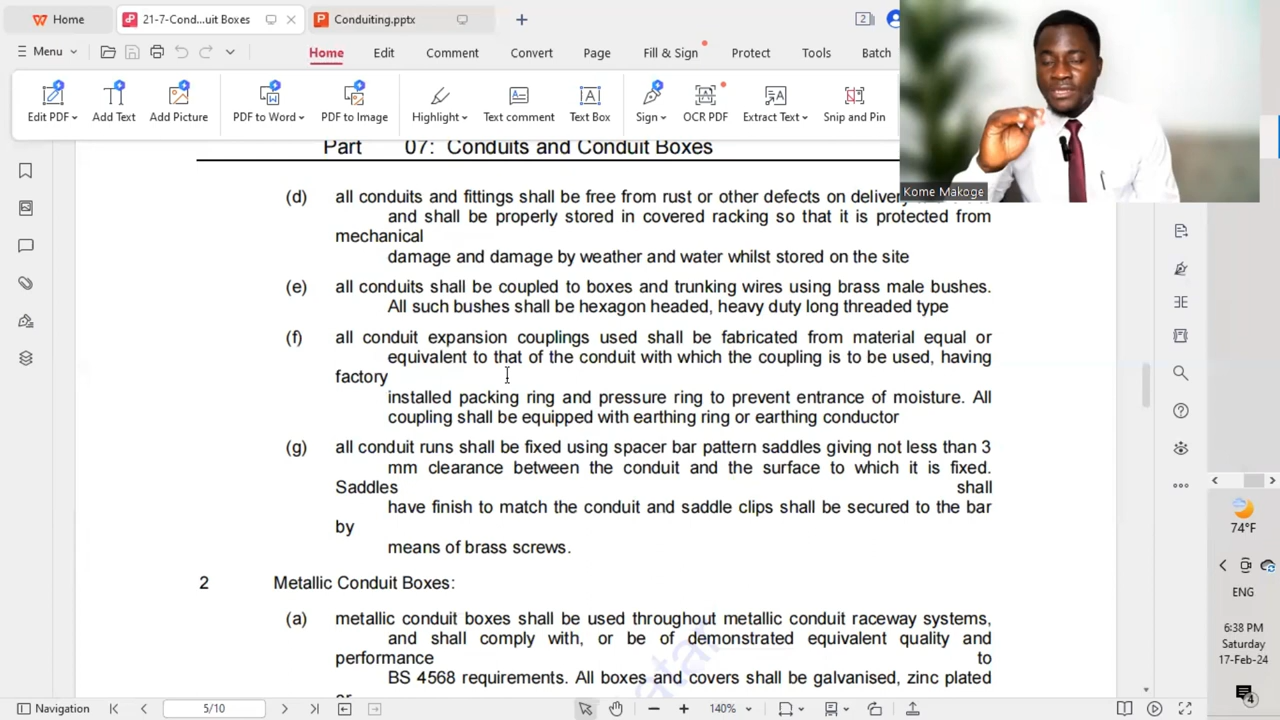 Home
21-7-Cond...uit Boxes
Conduiting.pptx
2
Menu
Home
Edit
Comment
Convert
Page
Fill & Sign
Protect
Tools
Batch
Edit PDF
Add Text
Add Picture
PDF to Word
PDF to Image
Highlight
Text comment
Text Box
Sign
OCR PDF
Extract Text
Snip and Pin
Kome Makoge
Part 07: Conduits and Conduit Boxes
(d) all conduits and fittings shall be free from rust or other defects on delivery
and shall be properly stored in covered racking so that it is protected from
mechanical
damage and damage by weather and water whilst stored on the site
(e) all conduits shall be coupled to boxes and trunking wires using brass male bushes.
All such bushes shall be hexagon headed, heavy duty long threaded type
(f) all conduit expansion couplings used shall be fabricated from material equal or
equivalent to that of the conduit with which the coupling is to be used, having
factory
installed packing ring and pressure ring to prevent entrance of moisture. All
coupling shall be equipped with earthing ring or earthing conductor
(g) all conduit runs shall be fixed using spacer bar pattern saddles giving not less than 3
mm clearance between the conduit and the surface to which it is fixed.
Saddles shall
have finish to match the conduit and saddle clips shall be secured to the bar
by
means of brass screws.
2 Metallic Conduit Boxes:
(a) metallic conduit boxes shall be used throughout metallic conduit raceway systems,
and shall comply with, or be of demonstrated equivalent quality and
performance to
BS 4568 requirements. All boxes and covers shall be galvanised, zinc plated
74°F
ENG
6:38 PM
Saturday
17-Feb-24
4
Navigation
5/10
140%